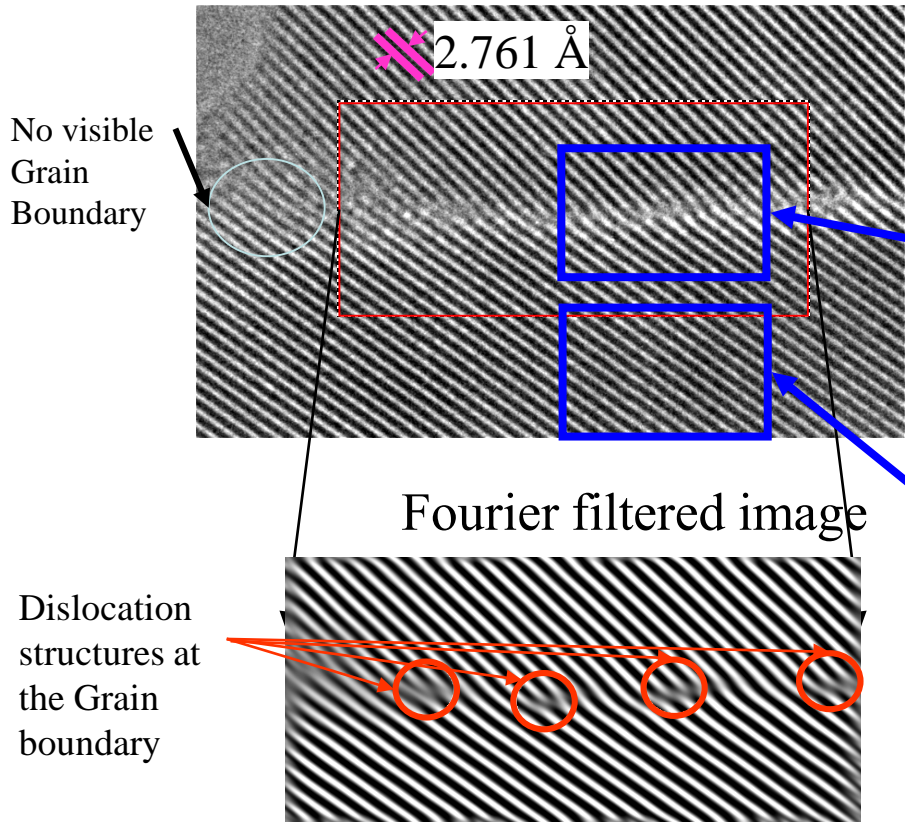 2.761 Å
No visible
Grain
Boundary
Fourier filtered image
Dislocation
structures at
the Grain
boundary